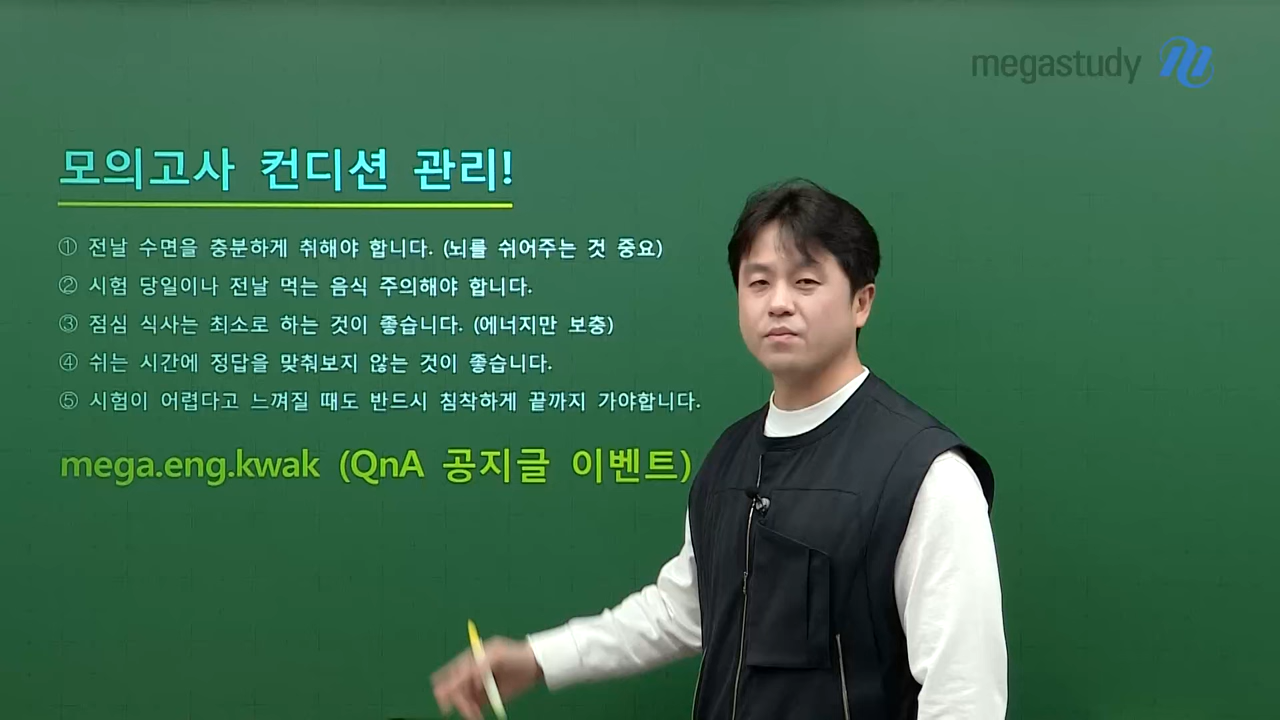 megastudy
모의고사 컨디션 관리!
① 전날 수면을 충분하게 취해야 합니다. (뇌를 쉬어주는 것 중요)
② 시험 당일이나 전날 먹는 음식 주의해야 합니다.
③ 점심 식사는 최소로 하는 것이 좋습니다. (에너지만 보충)
④ 쉬는 시간에 정답을 맞춰보지 않는 것이 좋습니다.
⑤ 시험이 어렵다고 느껴질 때도 반드시 침착하게 끝까지 가야합니다.
mega.eng.kwak (QnA 공지글 이벤트)